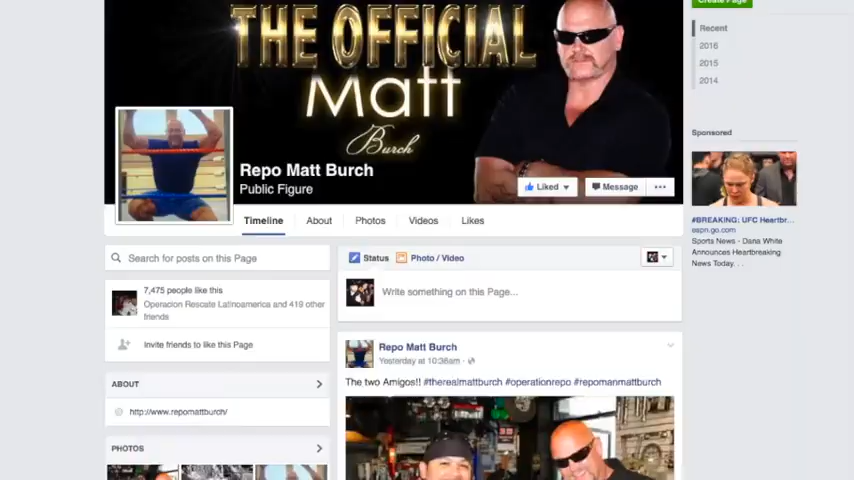 Create Page
THE OFFICIAL
Matt
Burch
Repo Matt Burch
Public Figure
Liked
Message
Timeline
About
Photos
Videos
Likes
Recent
2016
2015
2014
Sponsored
#BREAKING: UFC Heartbr...
espn.go.com
Sports News - Dana White
Announces Heartbreaking
News Today. . .
Search for posts on this Page
7,475 people like this
Operacion Rescate Latinoamerica and 419 other
friends
Invite friends to like this Page
ABOUT
http://www.repomattburch/
PHOTOS
Status
Photo / Video
Write something on this Page...
Repo Matt Burch
Yesterday at 10:36am
The two Amigos!! #therealmattburch #operationrepo #repomanmattburch